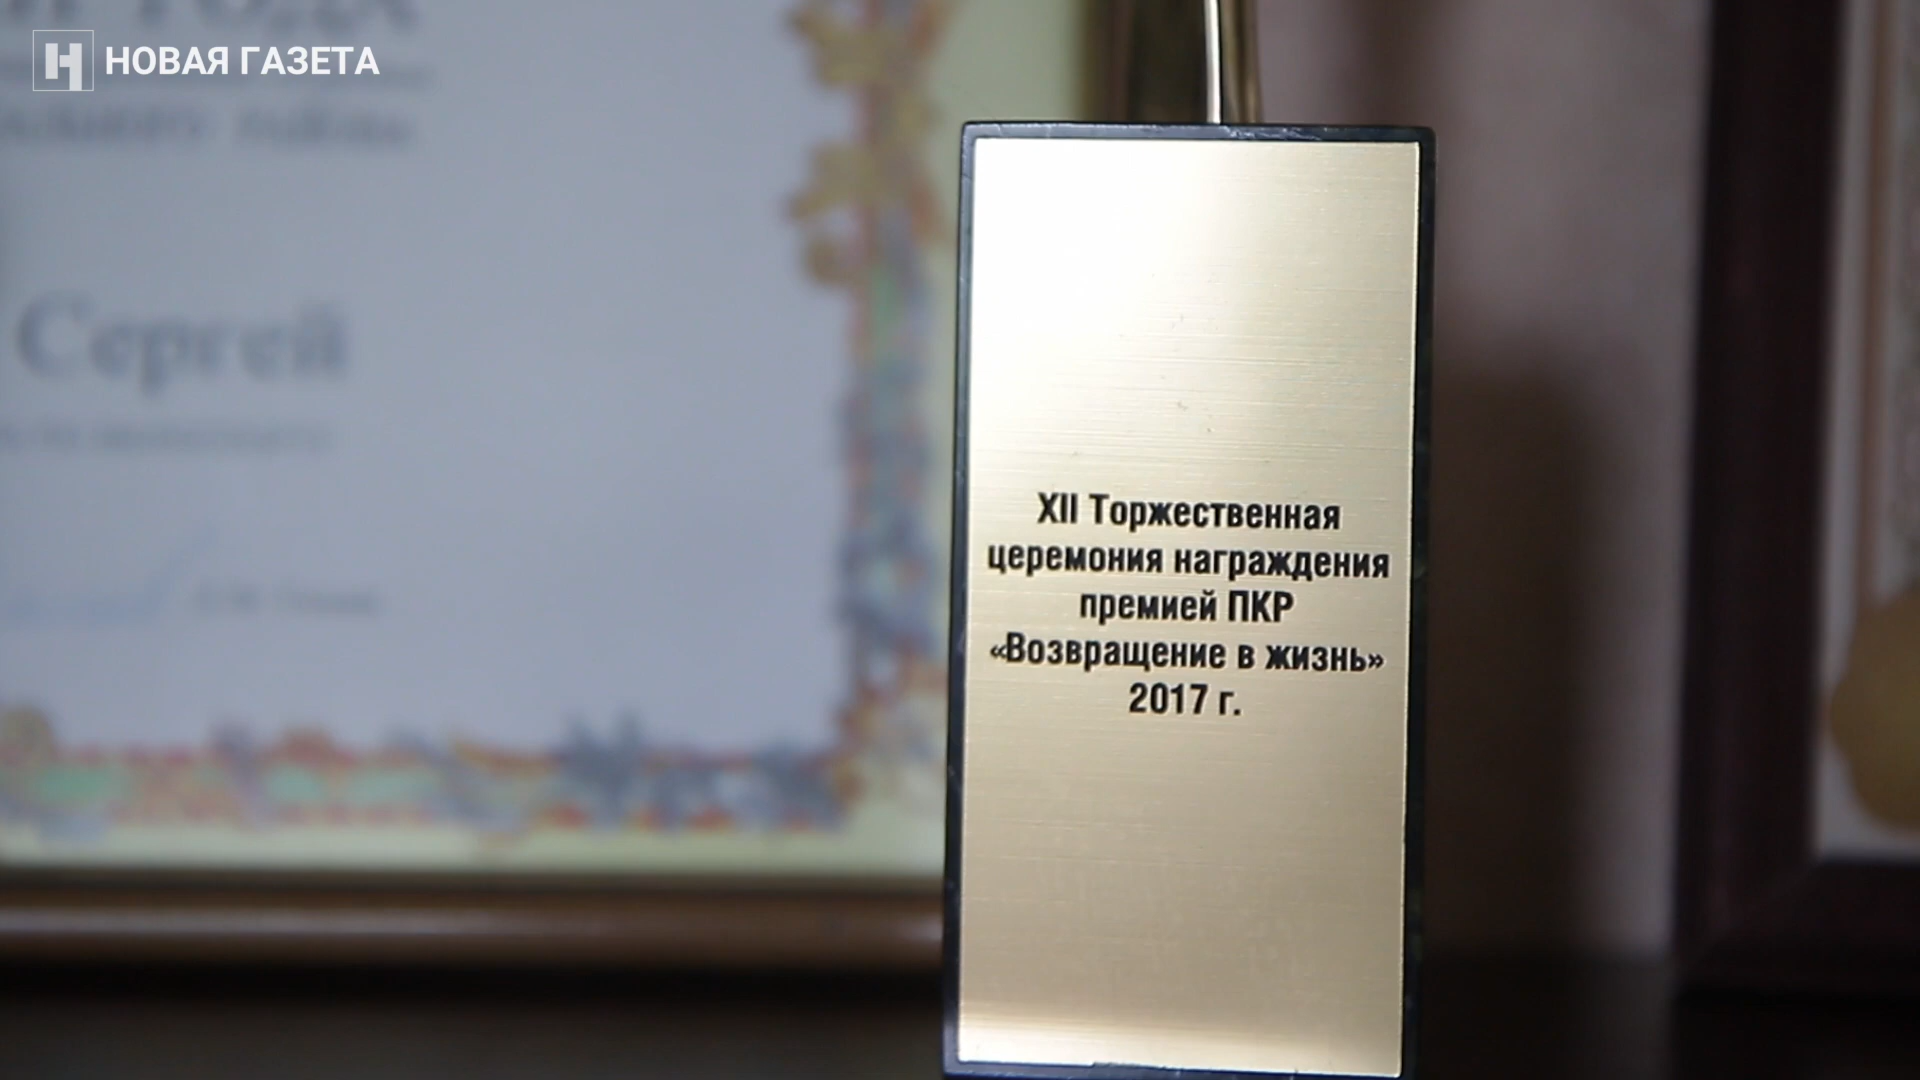 НОВАЯ ГАЗЕТА
Сергей
XII Торжественная
церемония награждения
премией ПКР
«Возвращение в жизнь»
2017 г.